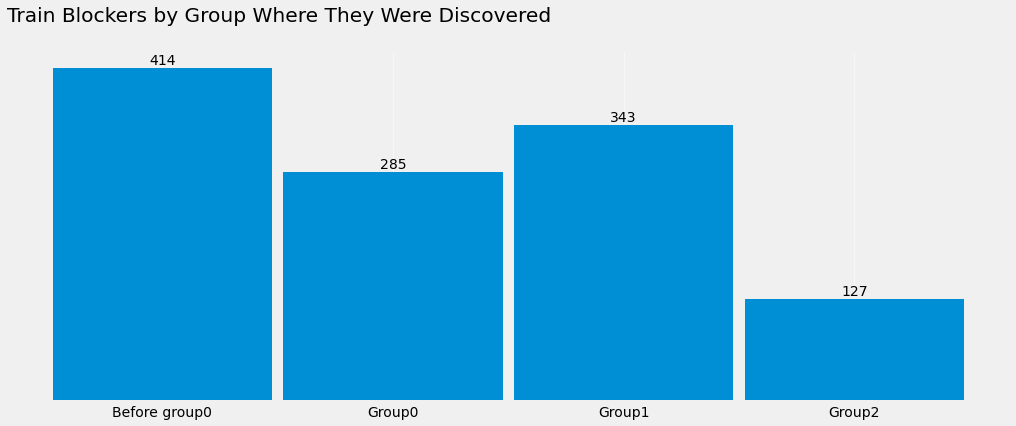 Train Blockers by Group Where They Were Discovered
414
285
343
127
Before group0
Group0
Group1
Group2